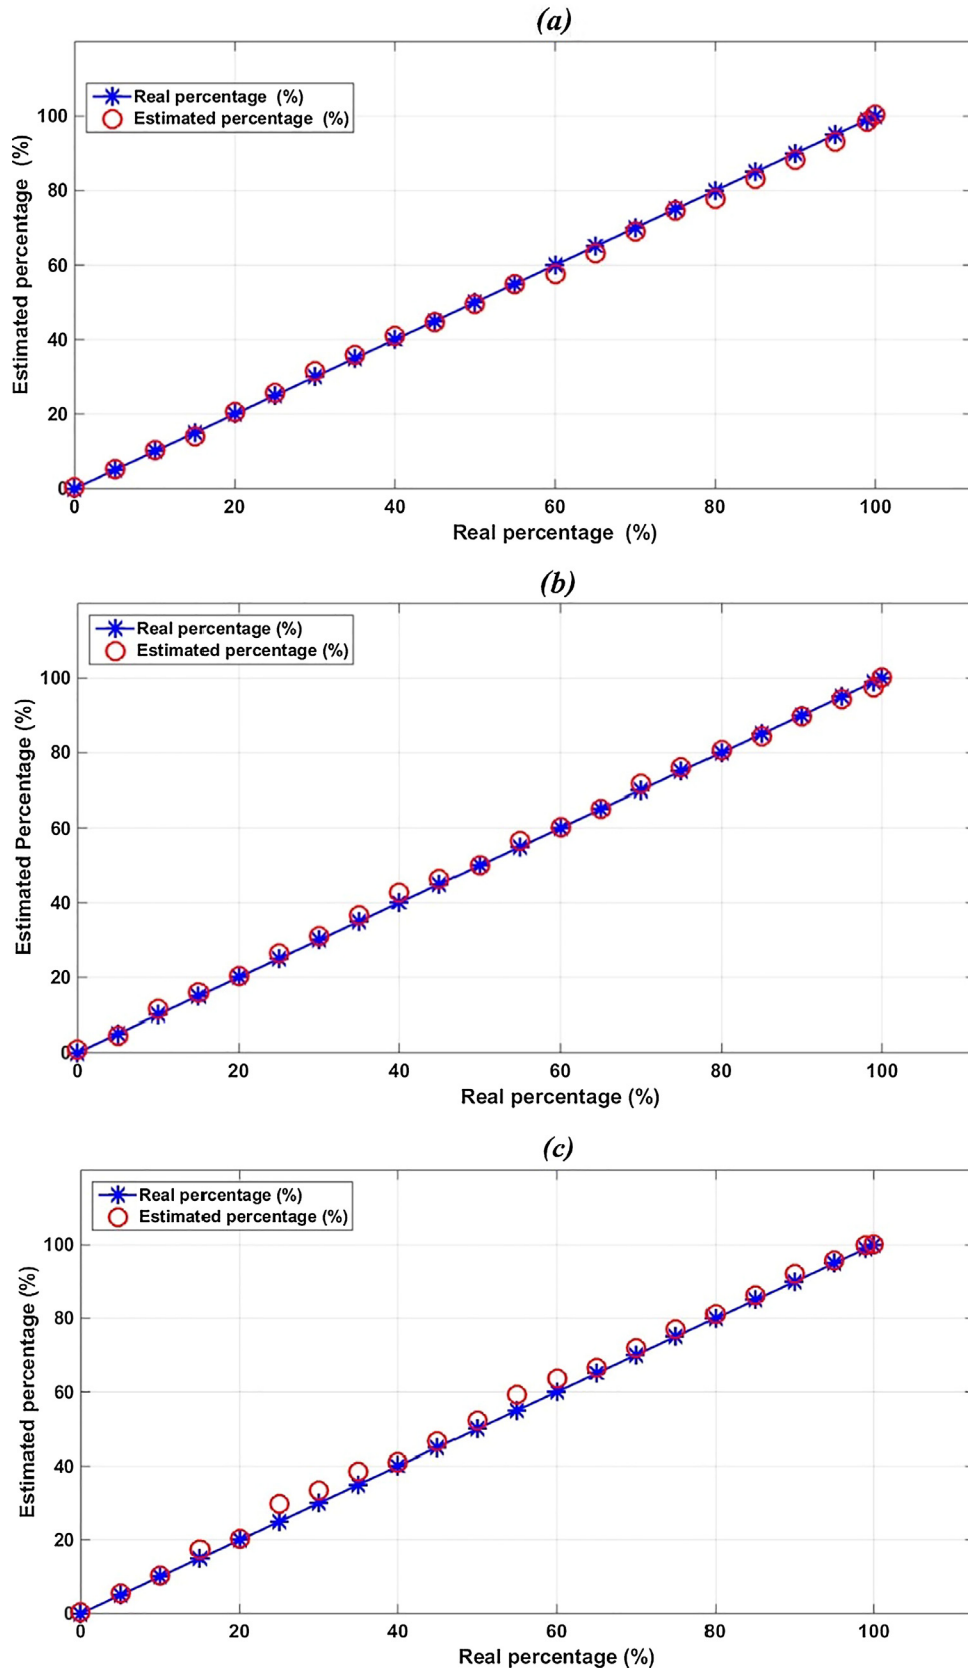 (a)
Real percentage (%)
Estimated percentage (%)
Estimated percentage (%)
100
80
60
40
20
0
0 20 40 60 80 100
Real percentage (%)
(b)
Real percentage (%)
Estimated percentage (%)
Estimated Percentage (%)
100
80
60
40
20
0
0 20 40 60 80 100
Real percentage (%)
(c)
Real percentage (%)
Estimated percentage (%)
Estimated percentage (%)
100
80
60
40
20
0
0 20 40 60 80 100
Real percentage (%)